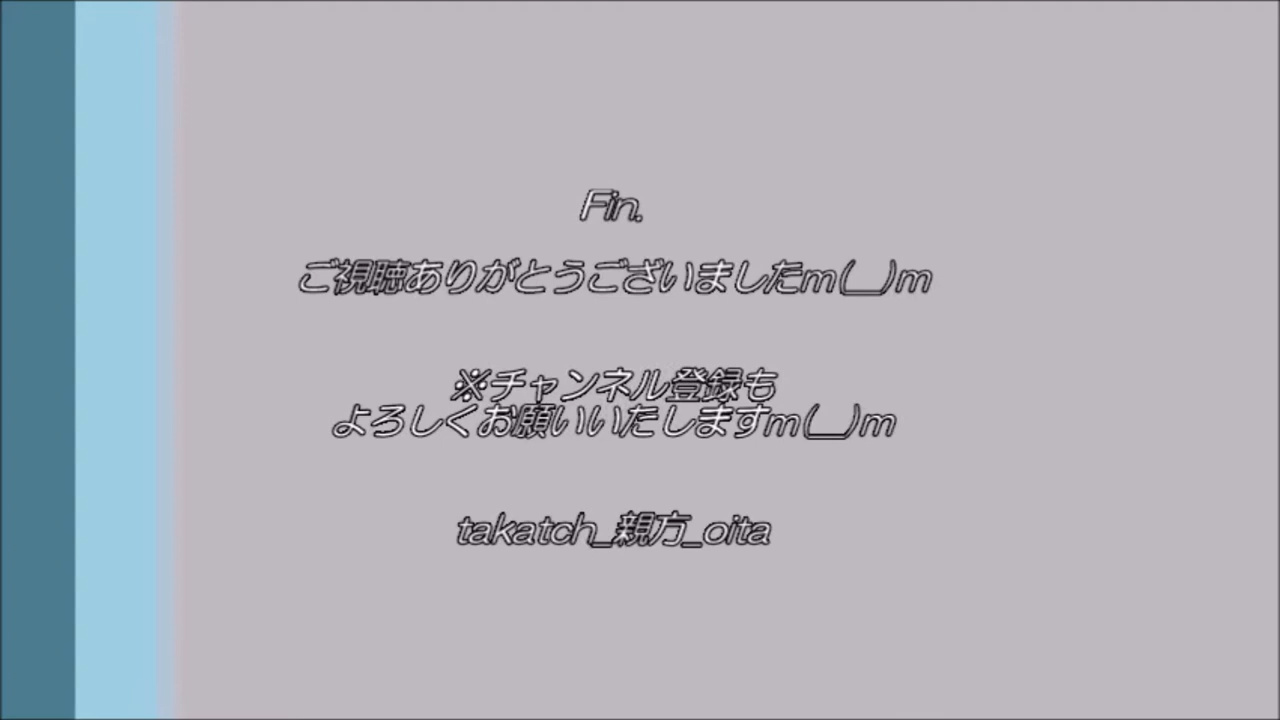 Fin.
ご視聴ありがとうございましたm(__)m
※チャンネル登録も
よろしくお願いいたしますm(__)m
takatch_親方_oita